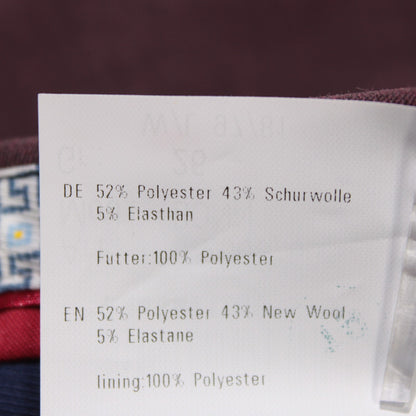 DE 52% Polyester 43% Schurwolle
5% Elasthan
Futter:100% Polyester
EN 52% Polyester 43% New Wool
5% Elastane
lining:100% Polyester